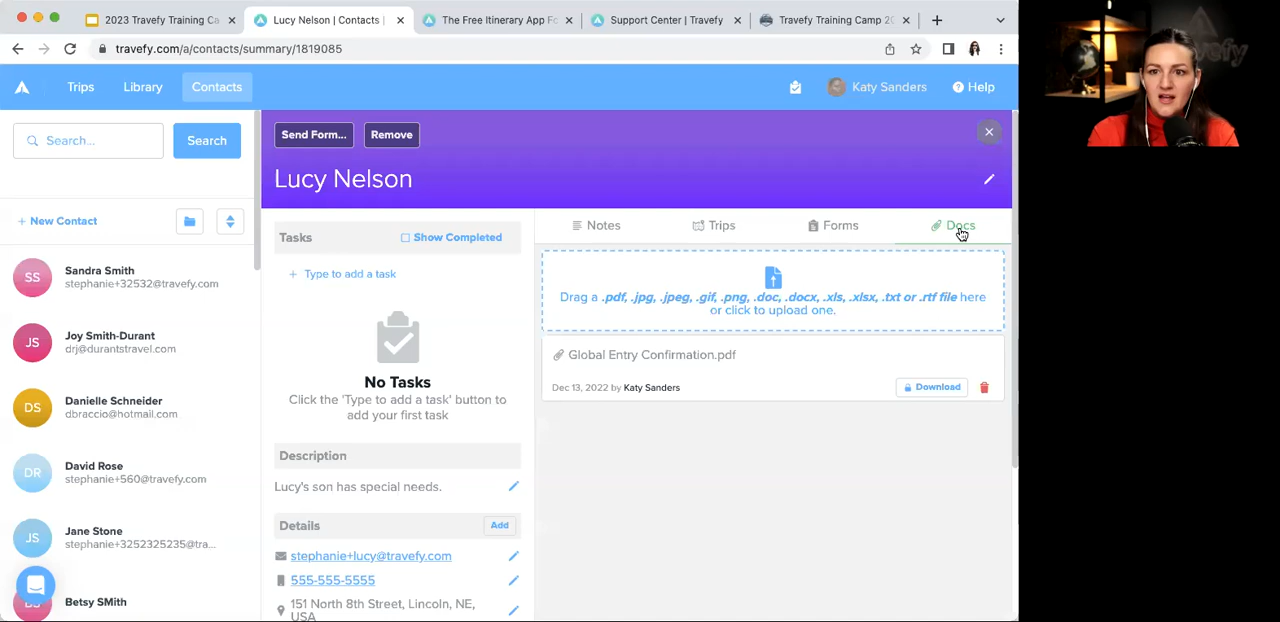 2023 Travefy Training Ca
Lucy Nelson | Contacts |
The Free Itinerary App Fo
Support Center | Travefy
Travefy Training Camp 20
travefy.com/a/contacts/summary/1819085
Trips
Library
Contacts
Katy Sanders
? Help
Search...
Search
+ New Contact
SS
Sandra Smith
stephanie+32532@travefy.com
JS
Joy Smith-Durant
drj@durantstravel.com
DS
Danielle Schneider
dbraccio@hotmail.com
DR
David Rose
stephanie+560@travefy.com
JS
Jane Stone
stephanie+3252325235@tra...
Betsy SMith
Send Form...
Remove
Lucy Nelson
Tasks
Show Completed
+ Type to add a task
No Tasks
Click the 'Type to add a task' button to
add your first task
Description
Lucy's son has special needs.
Details
Add
stephanie+lucy@travefy.com
555-555-5555
151 North 8th Street, Lincoln, NE,
USA
Notes
Trips
Forms
Docs
Drag a .pdf, .jpg, .jpeg, .gif, .png, .doc, .docx, .xls, .xlsx, .txt or .rtf file here
or click to upload one.
Global Entry Confirmation.pdf
Dec 13, 2022 by Katy Sanders
Download
travefy